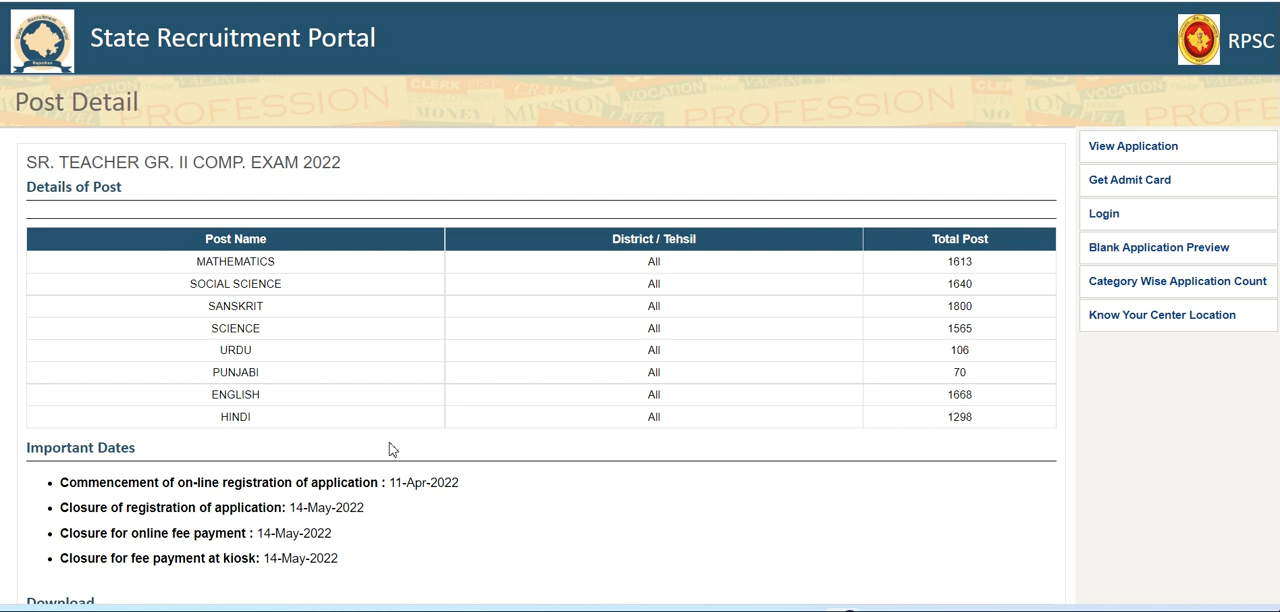 State Recruitment Portal
RPSC
Post Detail
SR. TEACHER GR. II COMP. EXAM 2022
Details of Post
Post Name District / Tehsil Total Post
MATHEMATICS All 1613
SOCIAL SCIENCE All 1640
SANSKRIT All 1800
SCIENCE All 1565
URDU All 106
PUNJABI All 70
ENGLISH All 1668
HINDI All 1298
Important Dates
Commencement of on-line registration of application : 11-Apr-2022
Closure of registration of application: 14-May-2022
Closure for online fee payment : 14-May-2022
Closure for fee payment at kiosk: 14-May-2022
Download
View Application
Get Admit Card
Login
Blank Application Preview
Category Wise Application Count
Know Your Center Location